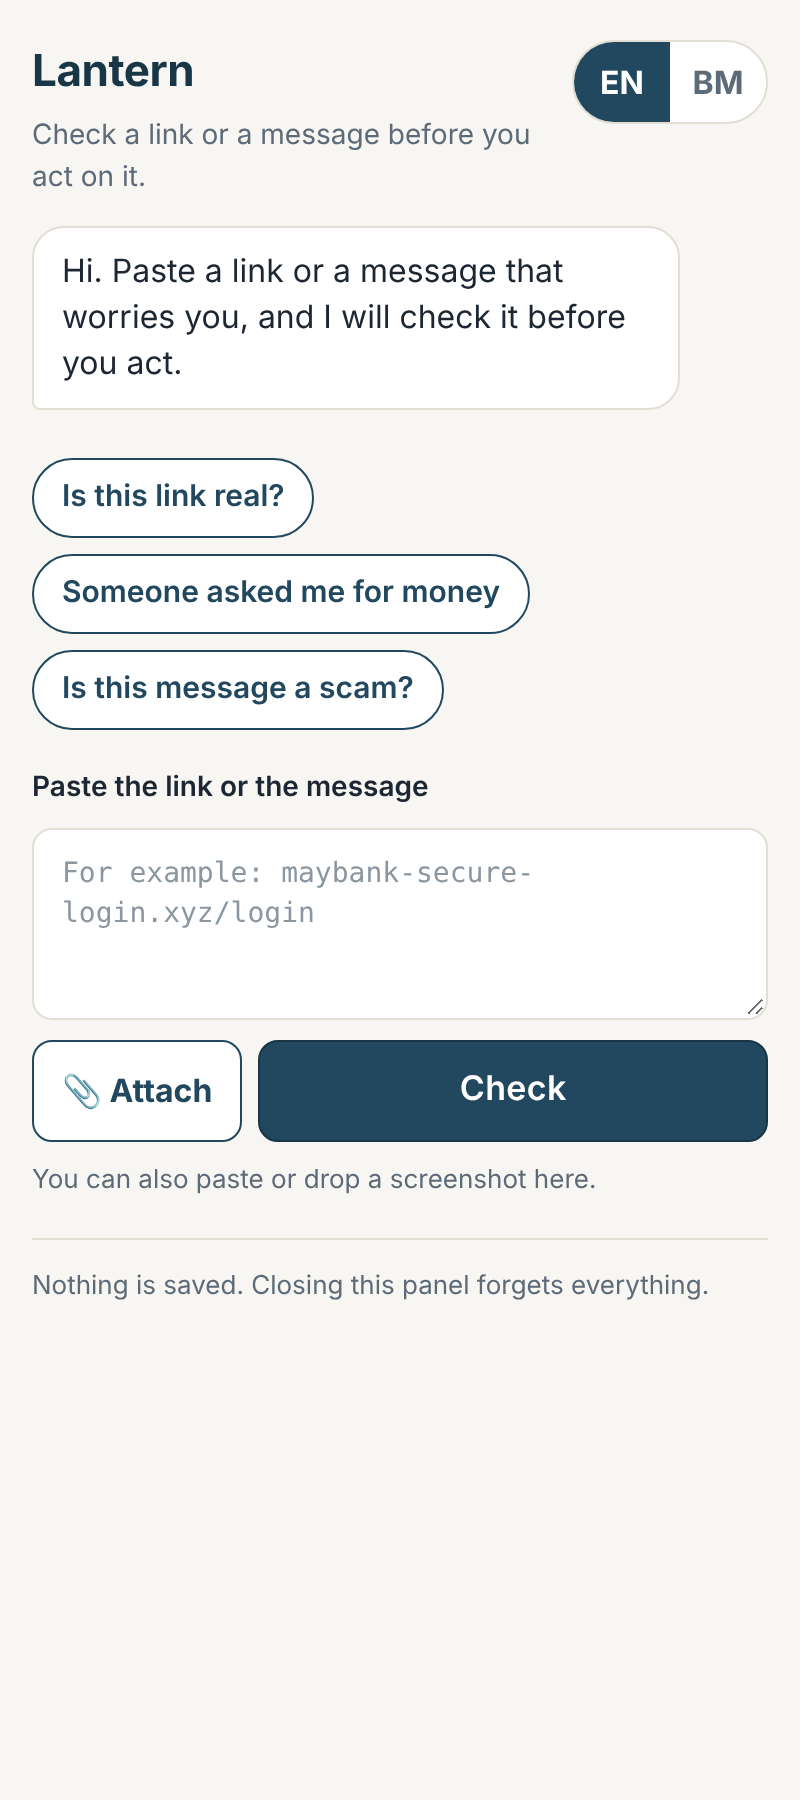 Lantern
EN BM
Check a link or a message before you
act on it.
Hi. Paste a link or a message that
worries you, and I will check it before
you act.
Is this link real?
Someone asked me for money
Is this message a scam?
Paste the link or the message
For example: maybank-secure-
login.xyz/login
📎 Attach
Check
You can also paste or drop a screenshot here.
Nothing is saved. Closing this panel forgets everything.